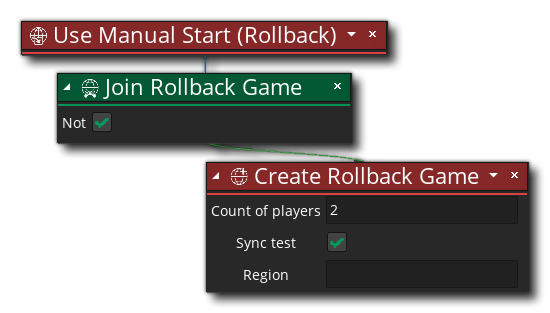 Use Manual Start (Rollback)
Join Rollback Game
Not
Create Rollback Game
Count of players 2
Sync test
Region